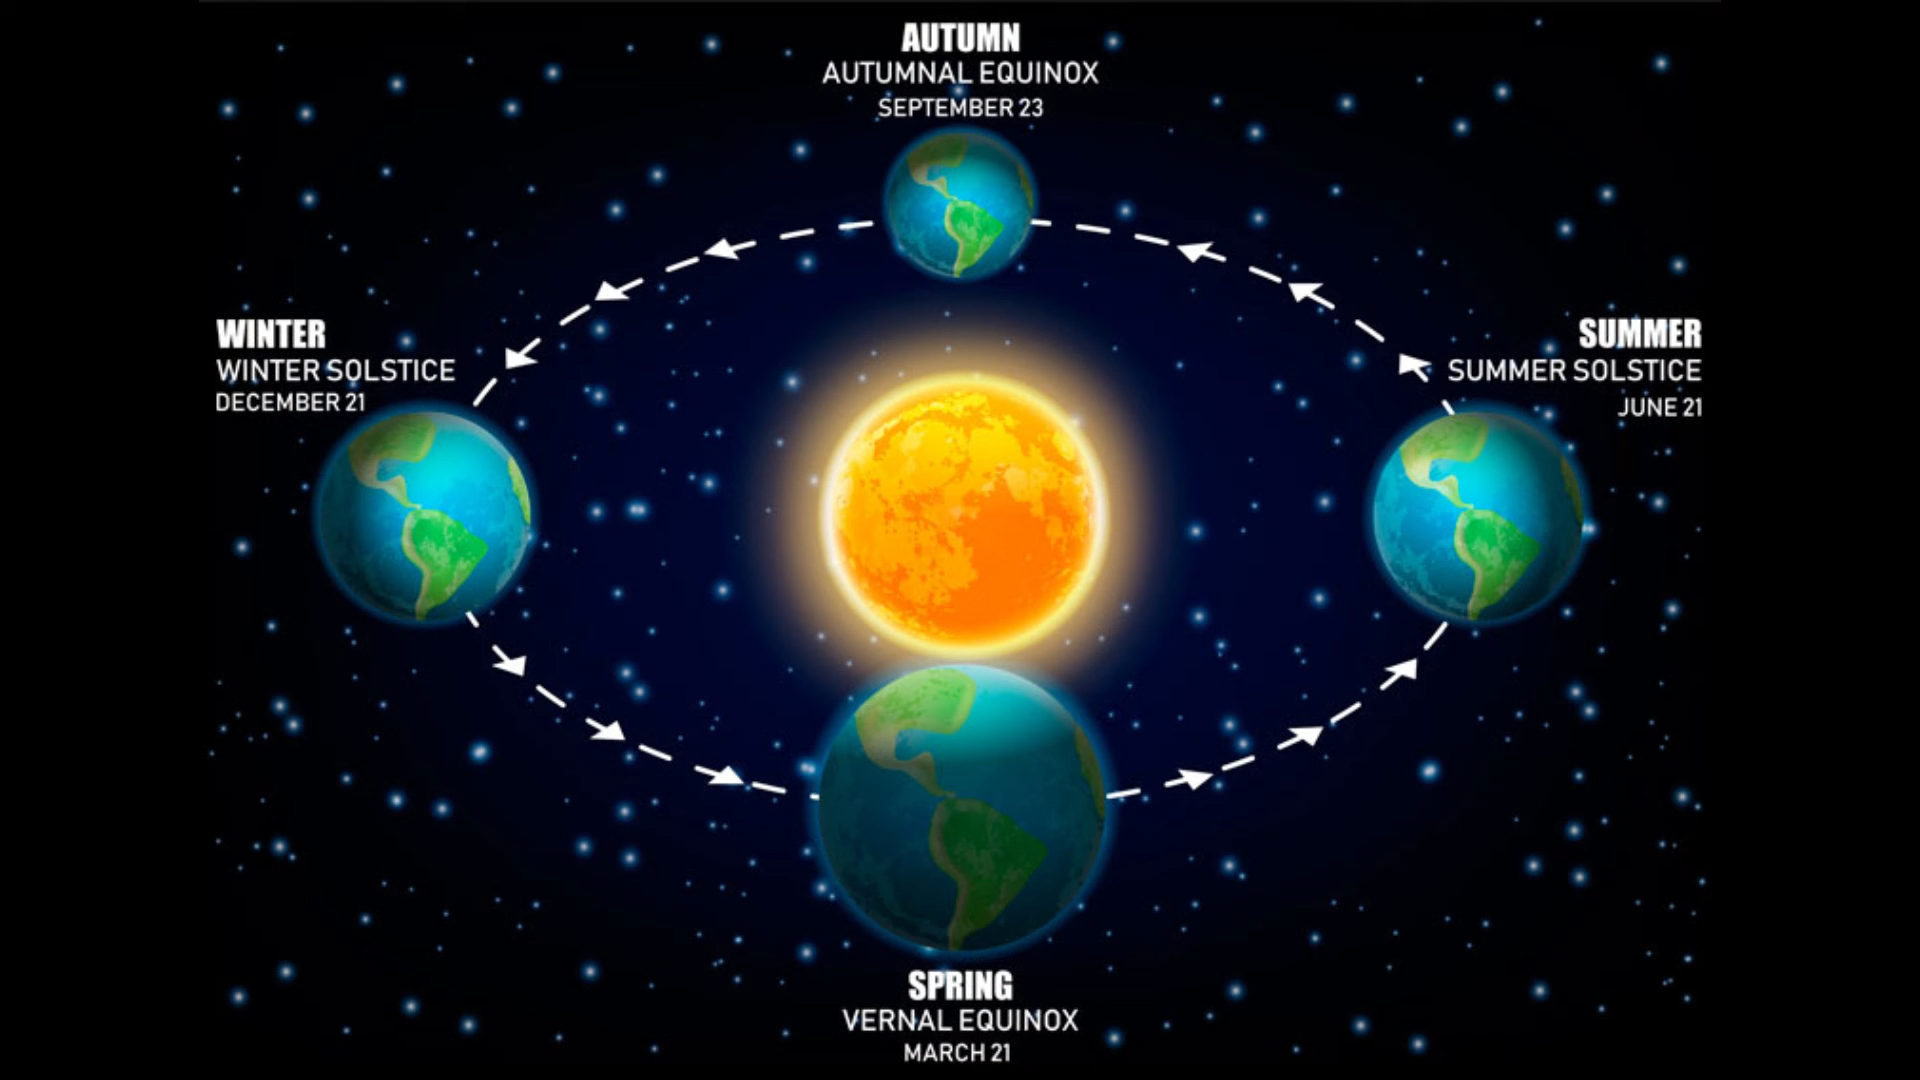 AUTUMN
AUTUMNAL EQUINOX
SEPTEMBER 23
WINTER
WINTER SOLSTICE
DECEMBER 21
SUMMER
SUMMER SOLSTICE
JUNE 21
SPRING
VERNAL EQUINOX
MARCH 21